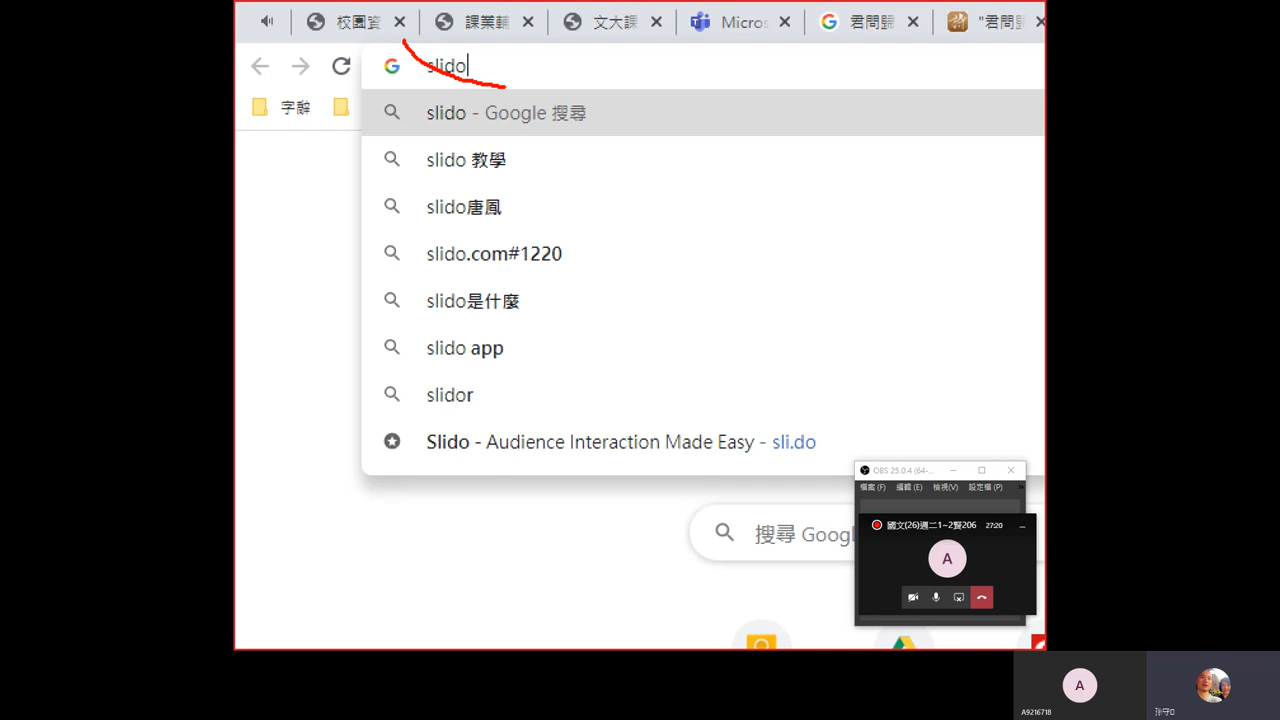 校園資
課業輔
文大課
Micros
君問歸
"君問
slido
字辭
slido - Google 搜尋
slido 教學
slido唐鳳
slido.com#1220
slido是什麼
slido app
slidor
Slido - Audience Interaction Made Easy - sli.do
搜尋 Googl
OBS 25.0.4 (64-...
檔案 (F) 編輯 (E) 檢視(V) 設定檔 (P) »
國文(26)週二1~2賢206 27:20
A
A
A9216718